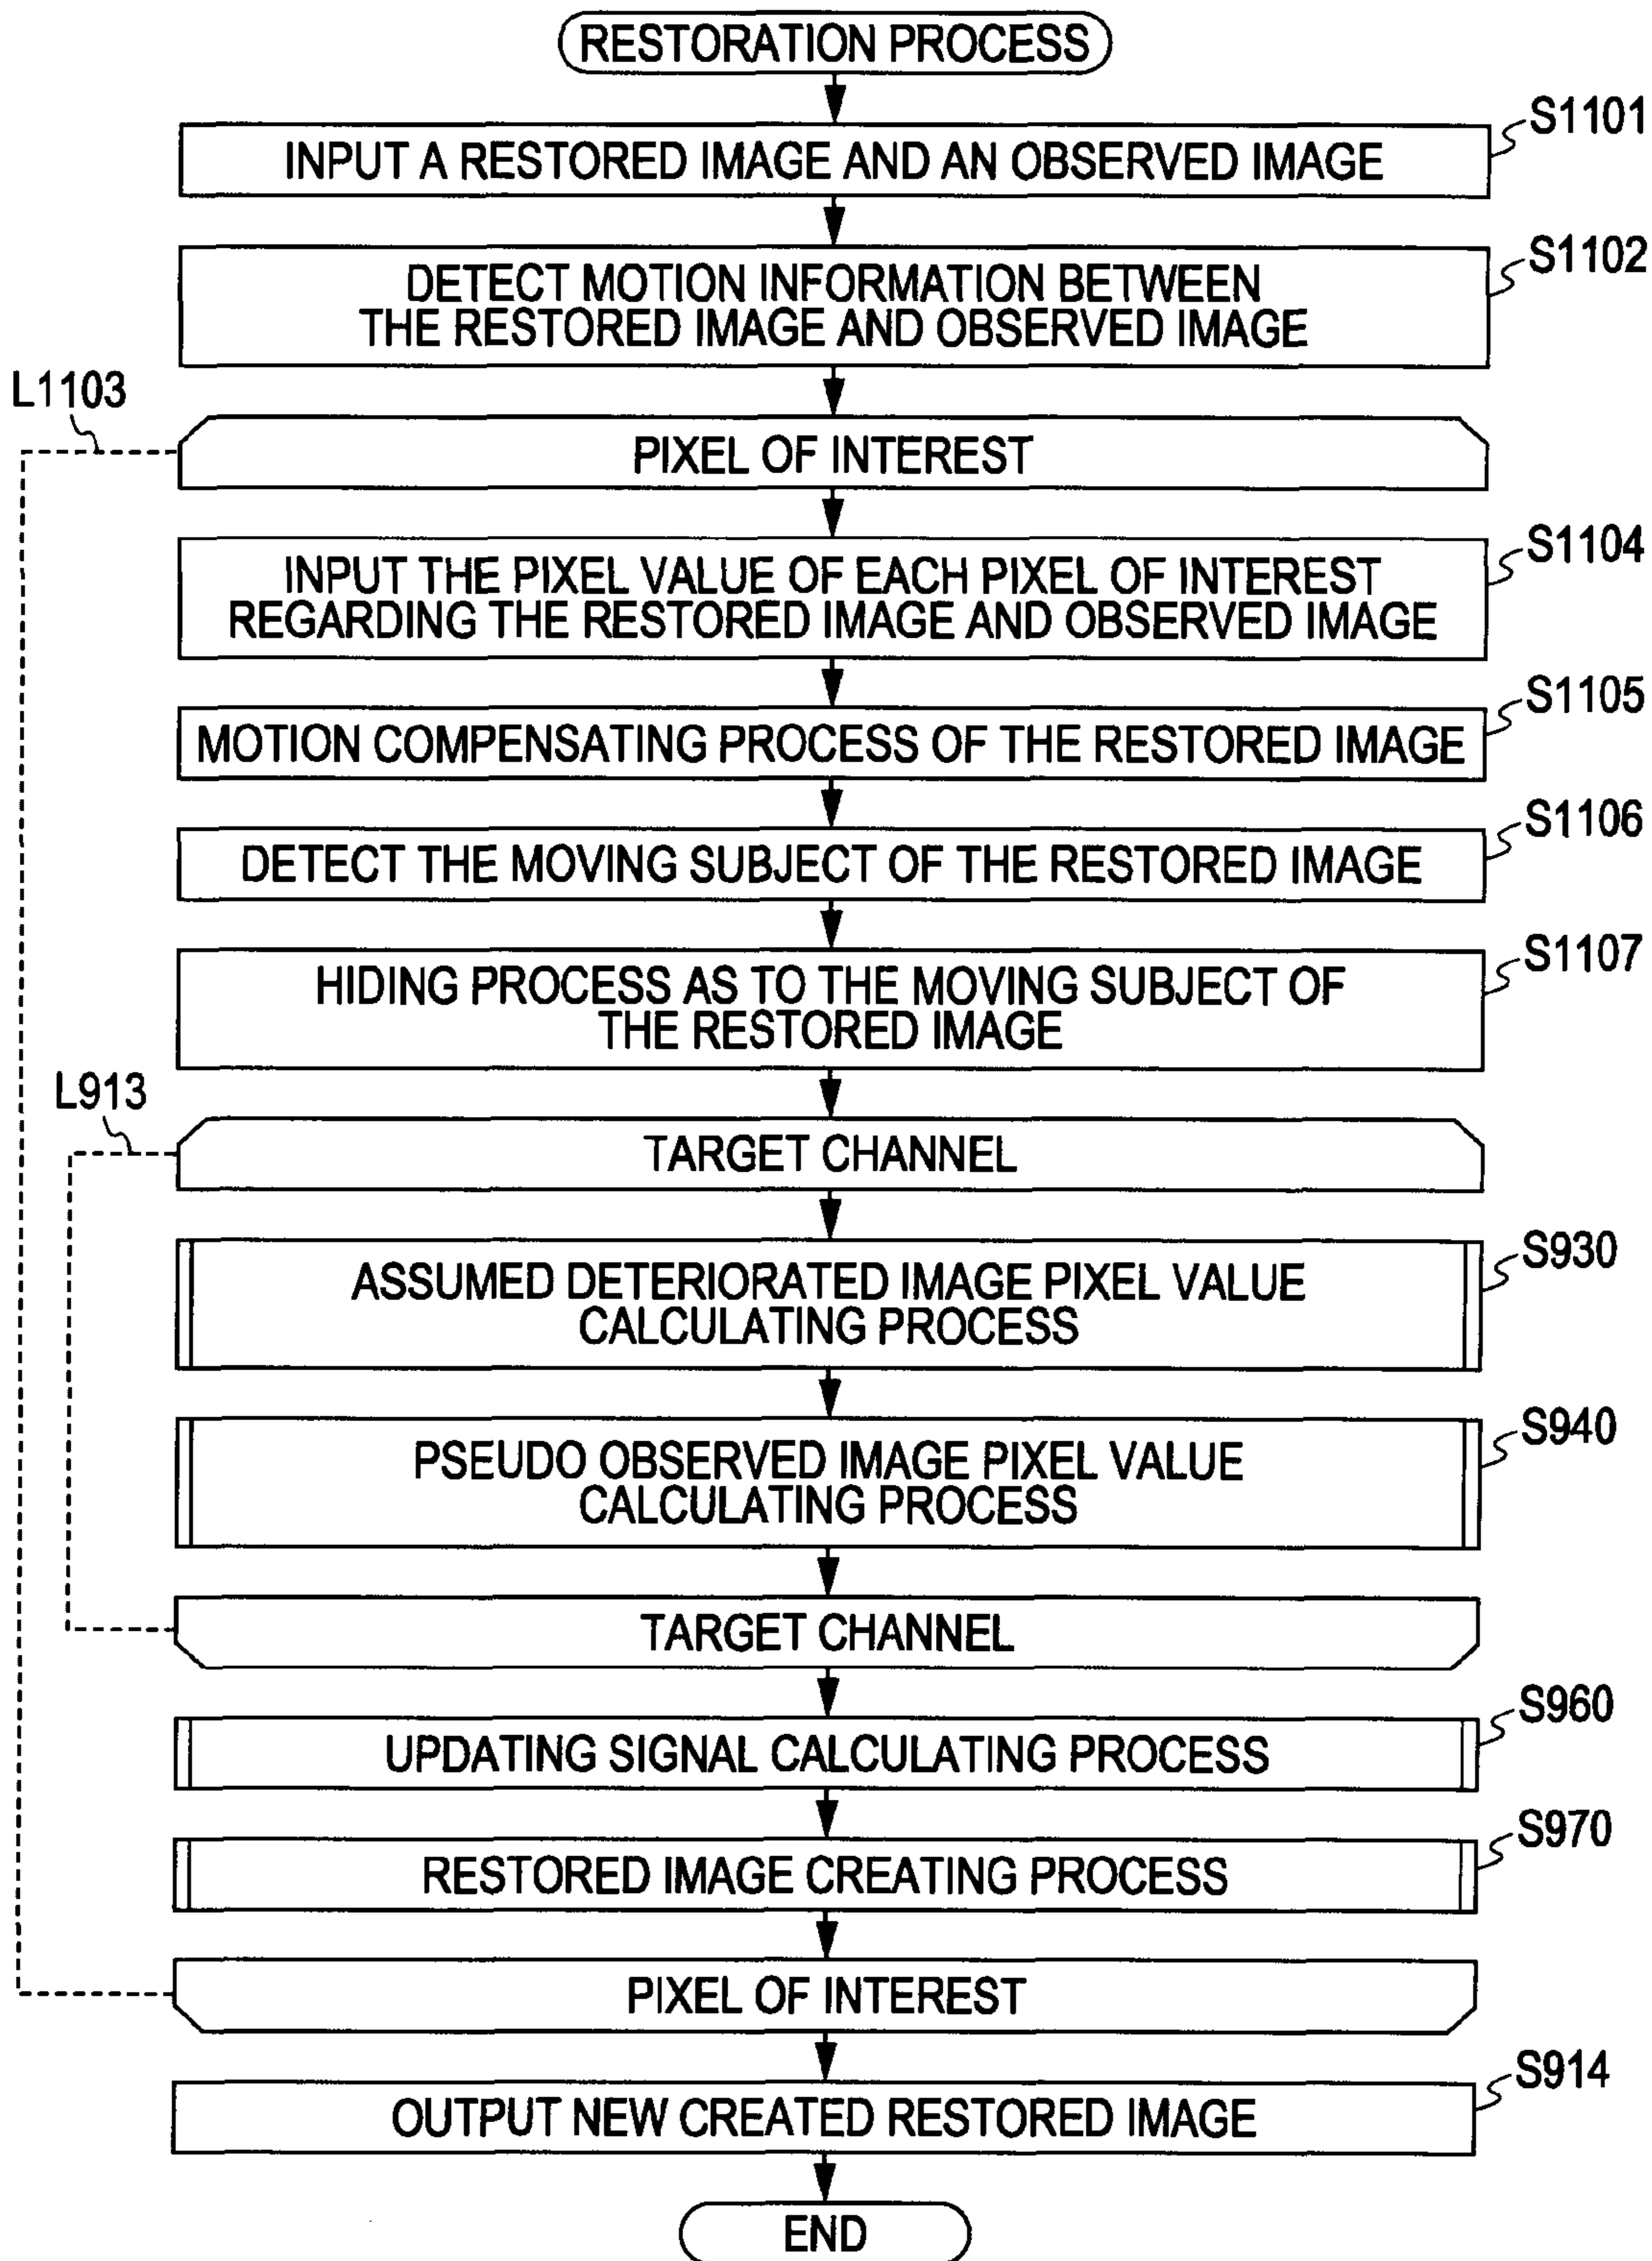 RESTORATION PROCESS
S1101
INPUT A RESTORED IMAGE AND AN OBSERVED IMAGE
S1102
DETECT MOTION INFORMATION BETWEEN
THE RESTORED IMAGE AND OBSERVED IMAGE
L1103
PIXEL OF INTEREST
S1104
INPUT THE PIXEL VALUE OF EACH PIXEL OF INTEREST
REGARDING THE RESTORED IMAGE AND OBSERVED IMAGE
S1105
MOTION COMPENSATING PROCESS OF THE RESTORED IMAGE
S1106
DETECT THE MOVING SUBJECT OF THE RESTORED IMAGE
S1107
HIDING PROCESS AS TO THE MOVING SUBJECT OF
THE RESTORED IMAGE
L913
TARGET CHANNEL
S930
ASSUMED DETERIORATED IMAGE PIXEL VALUE
CALCULATING PROCESS
S940
PSEUDO OBSERVED IMAGE PIXEL VALUE
CALCULATING PROCESS
TARGET CHANNEL
S960
UPDATING SIGNAL CALCULATING PROCESS
S970
RESTORED IMAGE CREATING PROCESS
PIXEL OF INTEREST
S914
OUTPUT NEW CREATED RESTORED IMAGE
END